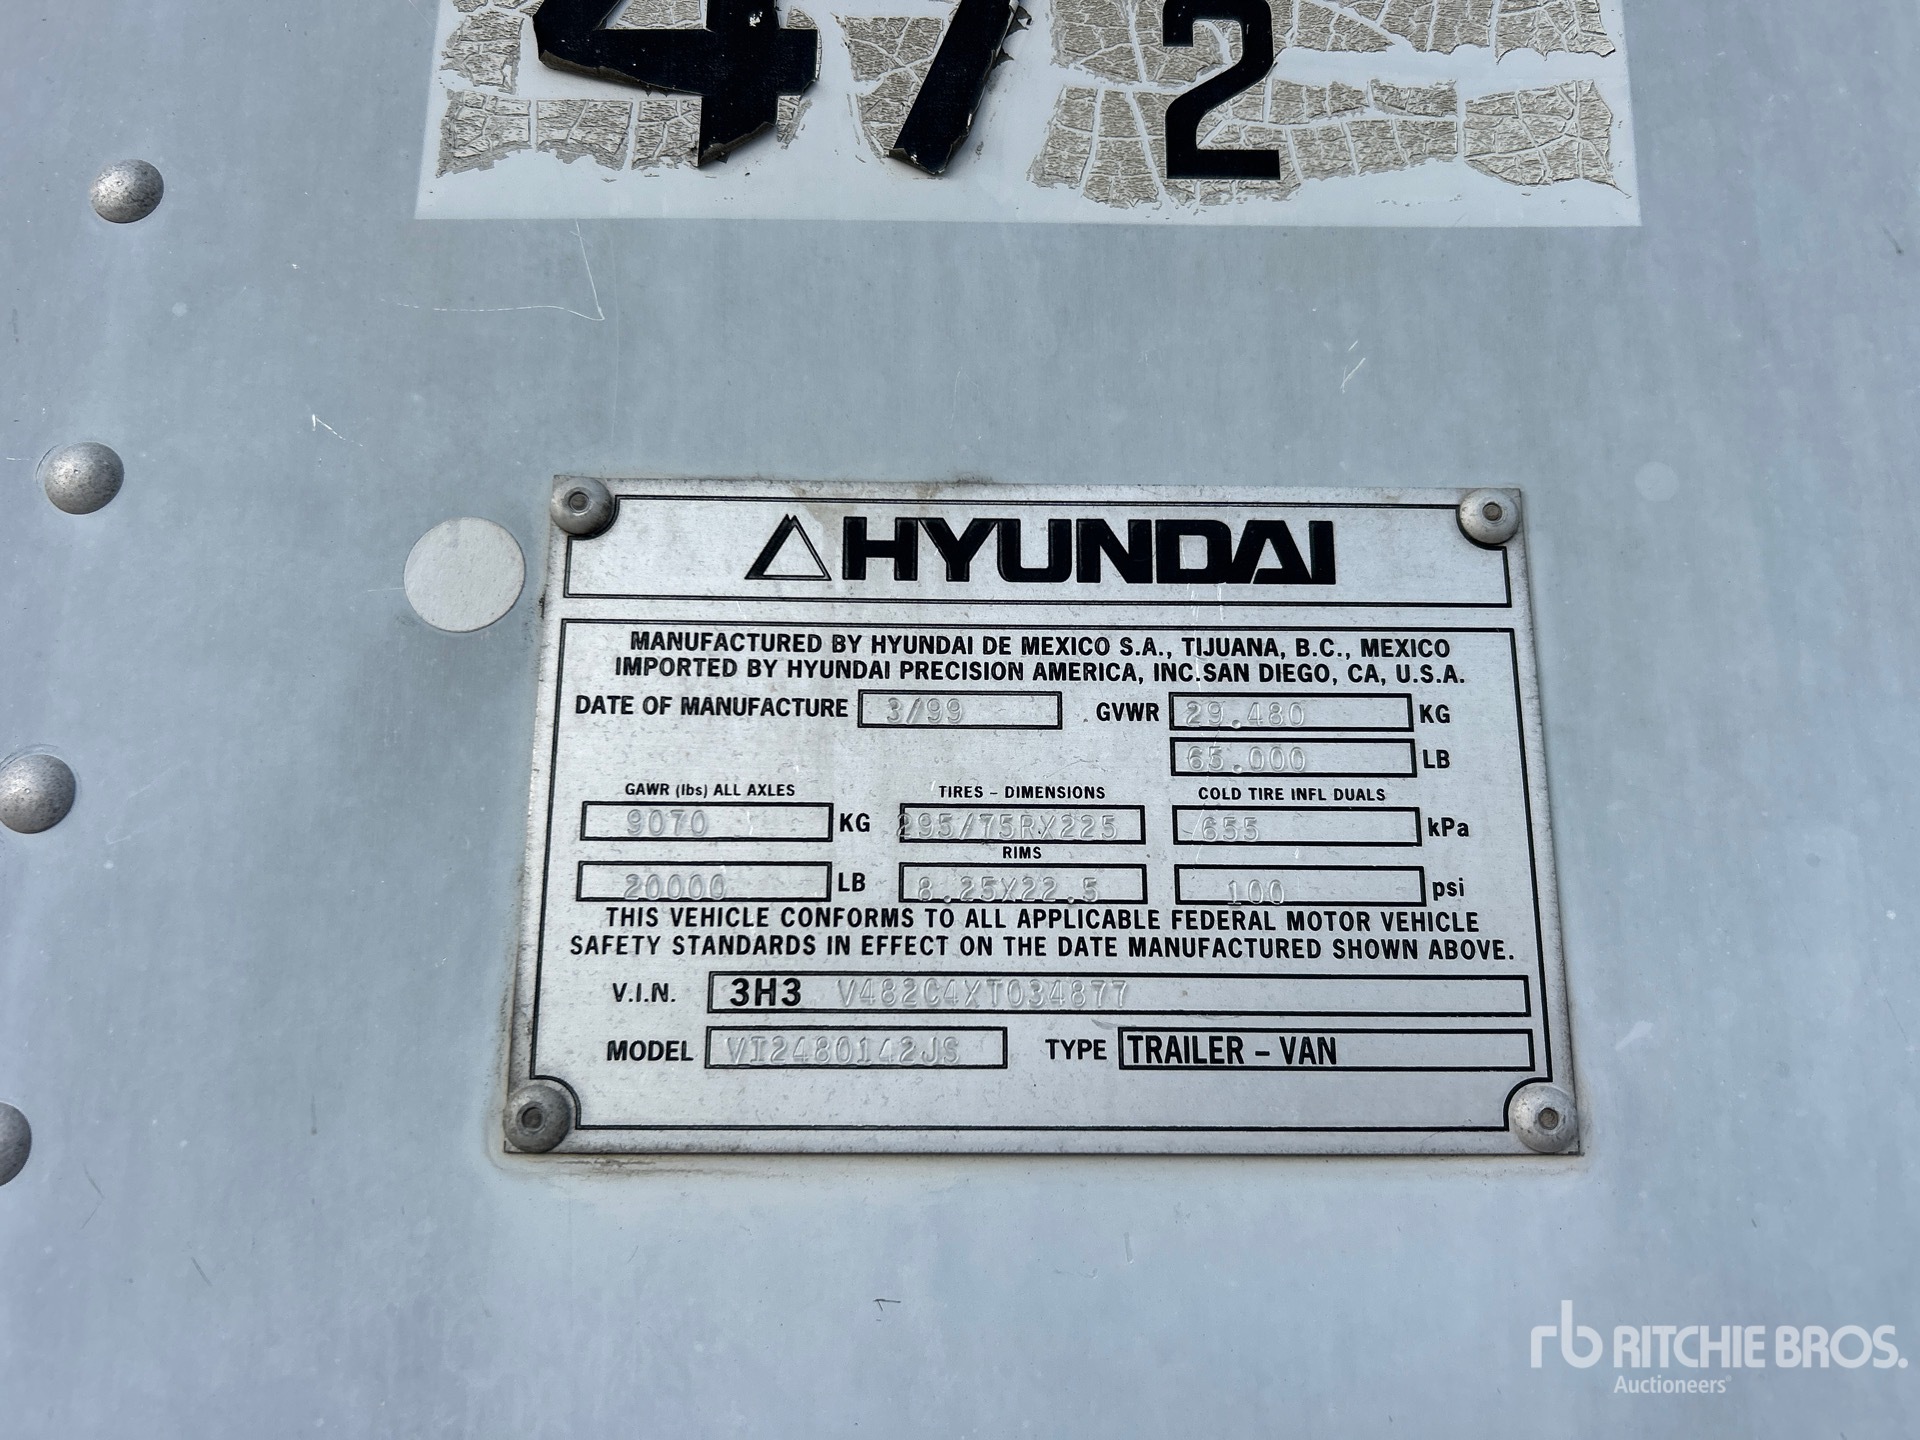 472
HYUNDAI
MANUFACTURED BY HYUNDAI DE MEXICO S.A., TIJUANA, B.C., MEXICO
IMPORTED BY HYUNDAI PRECISION AMERICA, INC.SAN DIEGO, CA, U.S.A.
DATE OF MANUFACTURE 3/99 GVWR 29.480 KG
65.000 LB
GAWR (lbs) ALL AXLES TIRES - DIMENSIONS COLD TIRE INFL DUALS
9070 KG 295/75RX225 655 kPa
RIMS
20000 LB 8.25X22.5 100 psi
THIS VEHICLE CONFORMS TO ALL APPLICABLE FEDERAL MOTOR VEHICLE
SAFETY STANDARDS IN EFFECT ON THE DATE MANUFACTURED SHOWN ABOVE.
V.I.N. 3H3 V482C4XT034877
MODEL VI2480142JS TYPE TRAILER - VAN
rb RITCHIE BROS.
Auctioneers